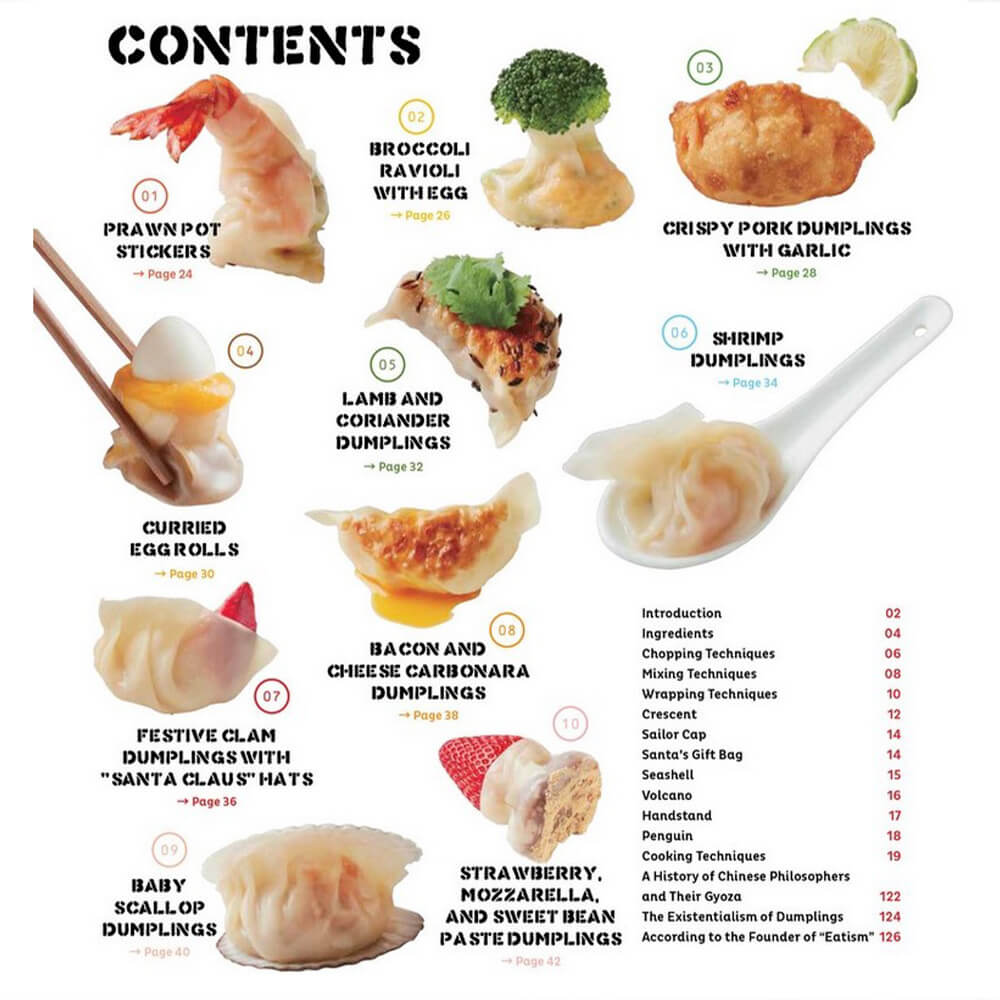 CONTENTS
01
PRAWN POT
STICKERS
→ Page 24
02
BROCCOLI
RAVIOLI
WITH EGG
→ Page 26
03
CRISPY PORK DUMPLINGS
WITH GARLIC
→ Page 28
04
CURRIED
EGG ROLLS
→ Page 30
05
LAMB AND
CORIANDER
DUMPLINGS
→ Page 32
06
SHRIMP
DUMPLINGS
→ Page 34
07
FESTIVE CLAM
DUMPLINGS WITH
"SANTA CLAUS" HATS
→ Page 36
08
BACON AND
CHEESE CARBONARA
DUMPLINGS
→ Page 38
09
BABY
SCALLOP
DUMPLINGS
→ Page 40
10
STRAWBERRY,
MOZZARELLA,
AND SWEET BEAN
PASTE DUMPLINGS
→ Page 42
Introduction 02
Ingredients 04
Chopping Techniques 06
Mixing Techniques 08
Wrapping Techniques 10
Crescent 12
Sailor Cap 14
Santa's Gift Bag 14
Seashell 15
Volcano 16
Handstand 17
Penguin 18
Cooking Techniques 19
A History of Chinese Philosophers
and Their Gyoza 122
The Existentialism of Dumplings 124
According to the Founder of “Eatism” 126